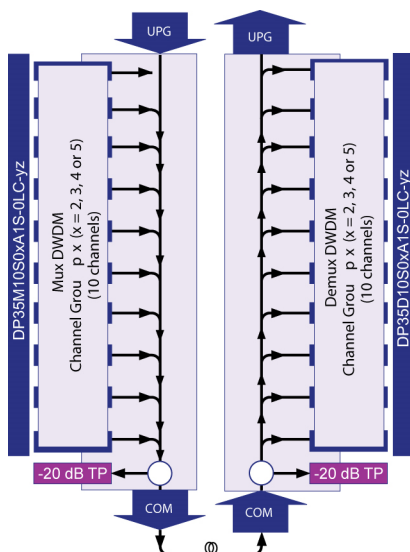 UPG
UPG
DP35M10S0xA1S-0LC-yz
Mux DWDM
Channel Grou p x (x = 2, 3, 4 or 5)
(10 channels)
Demux DWDM
Channel Grou p x (x = 2, 3, 4 or 5)
(10 channels)
DP35D10S0xA1S-0LC-yz
-20 dB TP
-20 dB TP
COM
COM